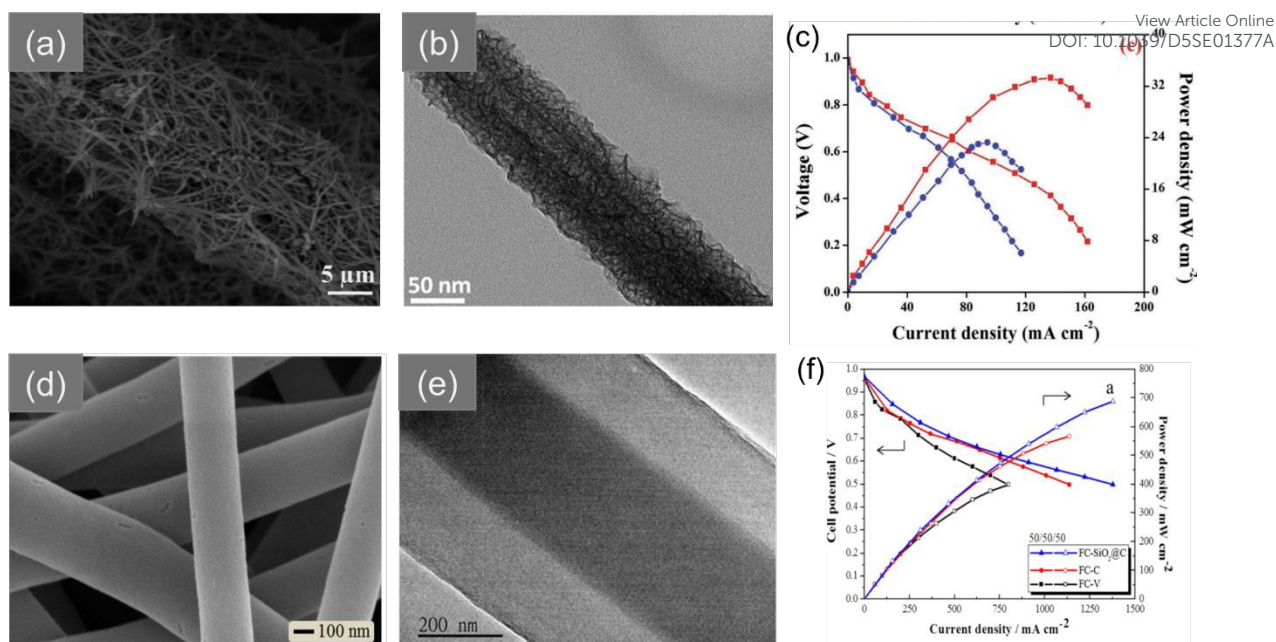 View Article Online
DOI: 10.1039/D5SE01377A
(a)
5 μm
(b)
50 nm
(c)
(c)
1.0
0.8
0.6
0.4
0.2
0.0
Voltage (V)
0 40 80 120 160 200
Current density (mA cm⁻²)
40
33
24
16
8
0
Power density (mW cm⁻²)
(d)
100 nm
(e)
200 nm
(f)
a
1.0
0.9
0.8
0.7
0.6
0.5
0.4
0.3
0.2
0.1
0.0
Cell potential / V
50/50/50
FC-SiO₂@C
FC-C
FC-V
0 250 500 750 1000 1250 1500
Current density / mA cm⁻²
800
700
600
500
400
300
200
100
0
Power density / mW cm⁻²